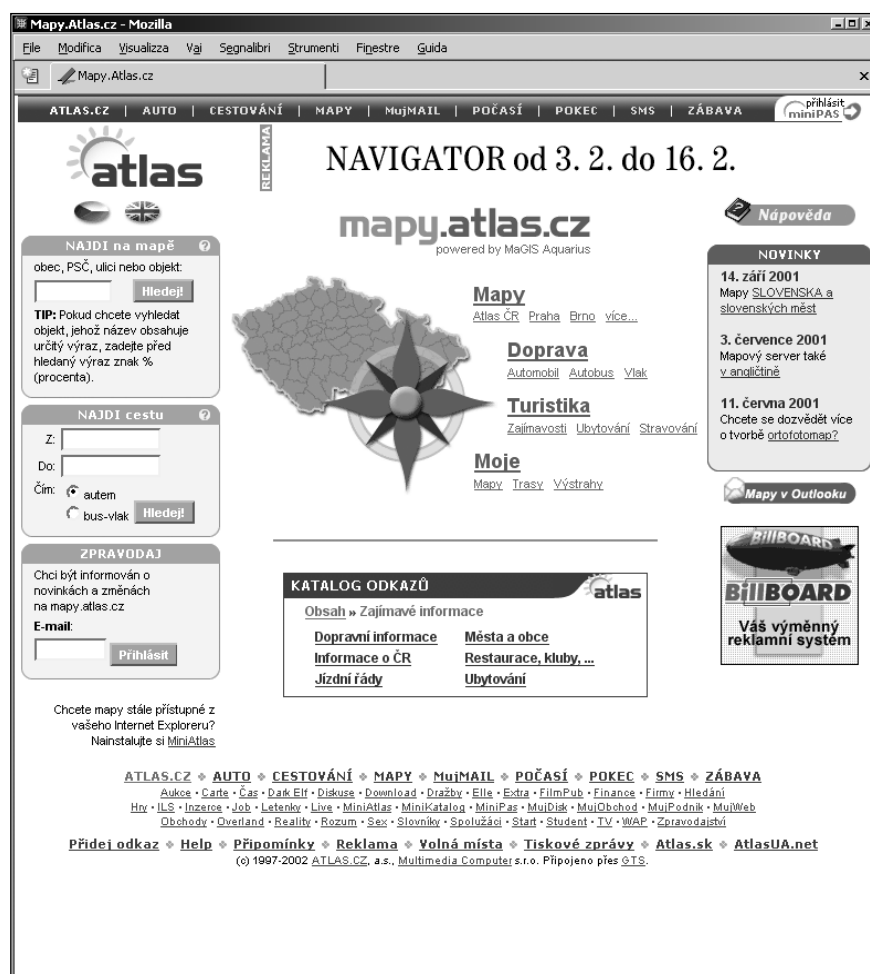 Mapy.Atlas.cz - Mozilla
File Modifica Visualizza Vai Segnalibri Strumenti Finestre Guida
Mapy.Atlas.cz
ATLAS.CZ | AUTO | CESTOVÁNÍ | MAPY | MujMAIL | POČASÍ | POKEC | SMS | ZÁBAVA
přihlásit
miniPAS
atlas
REKLAMA
NAVIGATOR od 3. 2. do 16. 2.
NAJDI na mapě ?
obec, PSČ, ulici nebo objekt:
Hledej!
TIP: Pokud chcete vyhledat
objekt, jehož název obsahuje
určitý výraz, zadejte před
hledaný výraz znak %
(procenta).
NAJDI cestu ?
Z:
Do:
Čím: autem
bus-vlak Hledej!
ZPRAVODAJ
Chci být informován o
novinkách a změnách
na mapy.atlas.cz
E-mail:
Přihlásit
Chcete mapy stále přístupné z
vašeho Internet Exploreru?
Nainstalujte si MiniAtlas
mapy.atlas.cz
powered by MaGIS Aquarius
Mapy
Atlas ČR Praha Brno více...
Doprava
Automobil Autobus Vlak
Turistika
Zajímavosti Ubytování Stravování
Moje
Mapy Trasy Výstrahy
KATALOG ODKAZŮ
atlas
Obsah » Zajímavé informace
Dopravní informace Města a obce
Informace o ČR Restaurace, kluby, ...
Jízdní řády Ubytování
Nápověda
NOVINKY
14. září 2001
Mapy SLOVENSKA a
slovenských měst
3. července 2001
Mapový server také
v angličtině
11. června 2001
Chcete se dozvědět více
o tvorbě ortofotomap?
Mapy v Outlooku
BillBOARD
BillBOARD
Váš výměnný
reklamní systém
ATLAS.CZ ❖ AUTO ❖ CESTOVÁNÍ ❖ MAPY ❖ MujMAIL ❖ POČASÍ ❖ POKEC ❖ SMS ❖ ZÁBAVA
Aukce · Carte · Čas · Dark Elf · Diskuse · Download · Dražby · Elle · Extra · FilmPub · Finance · Firmy · Hledání
Hry · ILS · Inzerce · Job · Letenky · Live · MiniAtlas · MiniKatalog · MiniPas · MujDisk · MujObchod · MujPodnik · MujWeb
Obchody · Overland · Reality · Rozum · Sex · Slovníky · Spolužáci · Start · Student · TV · WAP · Zpravodajství
Přidej odkaz ❖ Help ❖ Připomínky ❖ Reklama ❖ Volná místa ❖ Tiskové zprávy ❖ Atlas.sk ❖ AtlasUA.net
(c) 1997-2002 ATLAS.CZ, a.s., Multimedia Computer s.r.o. Připojeno přes GTS.